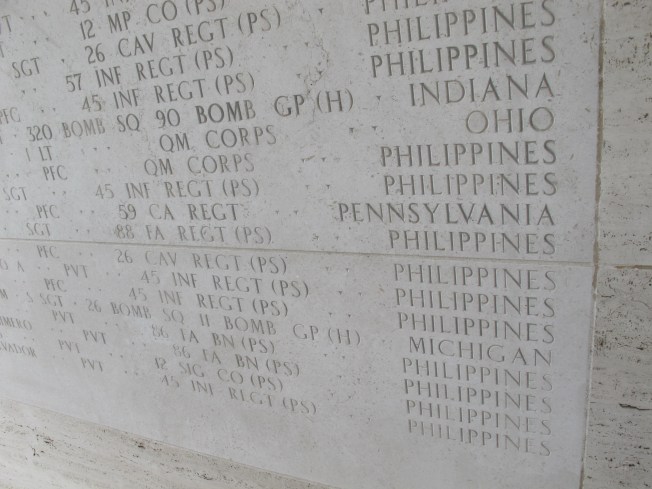 45
12 MP CO (PS)
SGT 26 CAV REGT (PS) PHILIPPINES
57 INF REGT (PS) PHILIPPINES
PFC 45 INF REGT (PS) PHILIPPINES
320 BOMB SQ 90 BOMB GP (H) INDIANA
1 LT QM CORPS OHIO
PFC QM CORPS PHILIPPINES
SGT 45 INF REGT (PS) PHILIPPINES
PFC 59 CA REGT PENNSYLVANIA
SGT 88 FA REGT (PS) PHILIPPINES
PFC 26 CAV REGT (PS) PHILIPPINES
A PVT 45 INF REGT (PS) PHILIPPINES
PFC 45 INF REGT (PS) PHILIPPINES
S SGT 26 BOMB SQ 11 BOMB GP (H) MICHIGAN
PVT 86 FA BN (PS) PHILIPPINES
PVT 86 FA BN (PS) PHILIPPINES
PVT 12 SIG CO (PS) PHILIPPINES
PVT 45 INF REGT (PS) PHILIPPINES